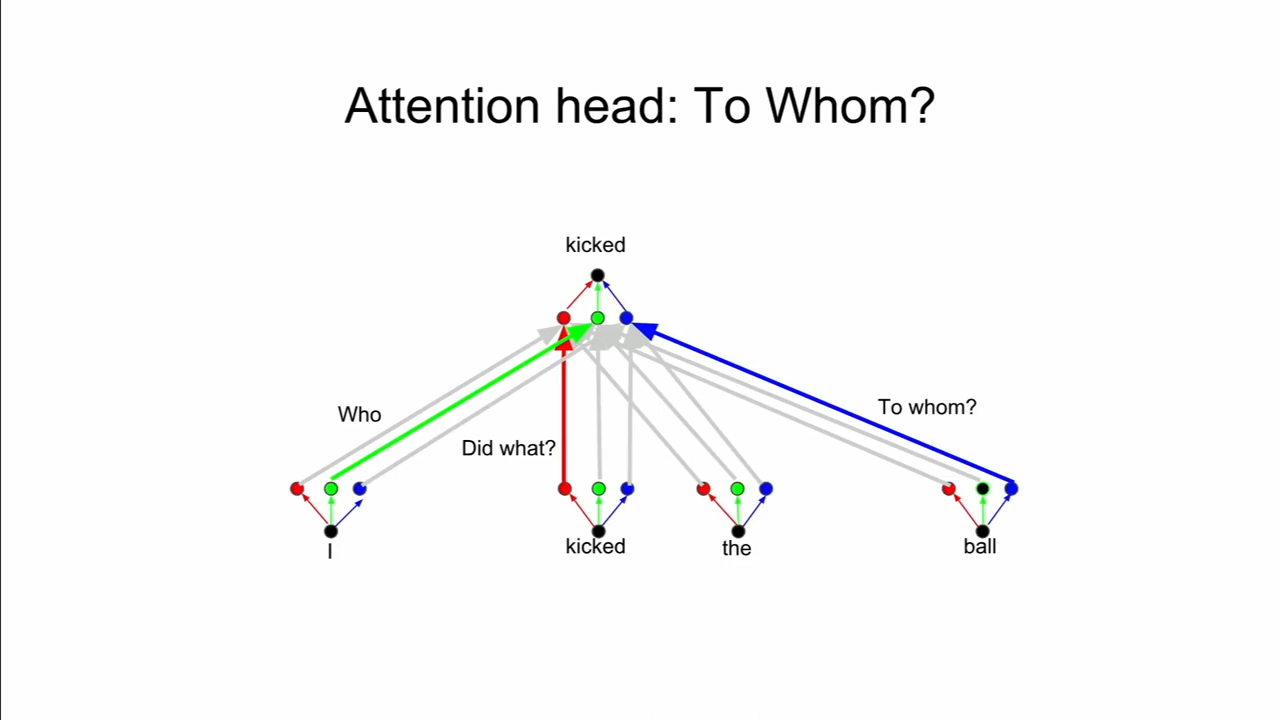 Attention head: To Whom?
kicked
Who
To whom?
Did what?
I
kicked
the
ball